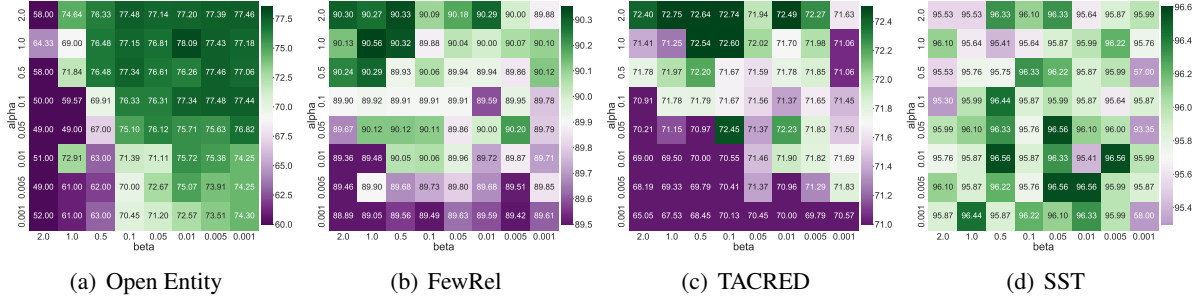 2.0 58.00 74.64 77.33 77.48 77.14 77.38 77.89 77.46
1.0 64.33 69.00 76.48 77.15 76.81 78.09 77.43 77.18
0.5 58.00 71.84 76.48 77.34 76.61 76.26 77.46 77.06
0.1 50.00 59.57 69.91 76.33 76.31 77.34 77.48 77.44
0.05 49.00 49.00 67.00 75.10 76.12 75.71 75.63 76.82
0.01 51.00 72.91 63.00 71.39 71.11 75.72 75.38 74.25
0.005 49.00 61.00 62.00 70.00 72.67 75.07 73.91 74.25
0.001 52.00 61.00 63.00 70.45 71.20 72.57 73.51 74.30
2.0 1.0 0.5 0.1 0.05 0.01 0.005 0.001
alpha
beta
77.5
75.0
72.5
70.0
67.5
65.0
62.5
60.0
(a) Open Entity
2.0 90.30 90.27 90.33 90.09 90.18 90.29 90.00 89.88
1.0 90.13 90.56 90.32 89.88 90.04 90.00 90.07 90.10
0.5 90.24 90.29 89.93 90.06 89.94 89.94 89.86 90.12
0.1 89.90 89.92 89.91 89.91 89.89 89.59 89.95 89.78
0.05 89.67 90.12 90.12 90.11 89.86 90.00 90.20 89.79
0.01 89.36 89.48 90.05 90.06 89.96 89.72 89.87 89.71
0.005 89.46 89.90 89.68 89.73 89.80 89.68 89.51 89.85
0.001 88.89 89.05 89.56 89.49 89.63 89.59 89.42 89.61
2.0 1.0 0.5 0.1 0.05 0.01 0.005 0.001
alpha
beta
90.3
90.2
90.1
90.0
89.9
89.8
89.7
89.6
89.5
(b) FewRel
2.0 72.40 72.75 72.64 72.64 71.94 72.42 72.27 71.63
1.0 71.41 71.25 72.54 72.60 72.02 71.70 71.98 71.06
0.5 71.78 71.97 72.20 71.67 71.59 71.58 71.85 71.06
0.1 70.91 71.78 71.79 71.67 71.56 71.37 71.65 71.45
0.05 70.21 71.15 70.97 72.45 71.37 72.23 71.83 71.50
0.01 69.00 70.50 70.00 70.55 71.46 71.90 71.82 71.69
0.005 68.19 69.33 69.79 70.41 71.37 70.96 71.29 71.83
0.001 65.05 67.53 68.45 70.13 70.45 70.00 69.79 70.57
2.0 1.0 0.5 0.1 0.05 0.01 0.005 0.001
alpha
beta
72.5
72.2
72.0
71.8
71.5
71.2
71.0
(c) TACRED
2.0 95.53 95.53 96.33 96.10 96.33 95.64 95.87 95.87
1.0 96.10 95.64 95.41 95.64 95.87 95.99 96.22 95.76
0.5 95.53 95.76 95.75 96.33 96.22 95.87 95.99 57.00
0.1 95.30 95.99 96.44 95.87 95.99 95.87 95.64 95.87
0.05 95.99 96.10 96.33 95.76 96.56 96.10 96.00 93.35
0.01 95.76 95.87 96.56 95.87 96.33 95.41 96.56 95.99
0.005 96.10 95.87 96.22 95.76 96.56 96.56 95.99 95.87
0.001 95.87 96.44 95.87 96.22 96.10 96.33 95.99 58.00
2.0 1.0 0.5 0.1 0.05 0.01 0.005 0.001
alpha
beta
96.6
96.4
96.2
96.0
95.8
95.6
95.4
(d) SST